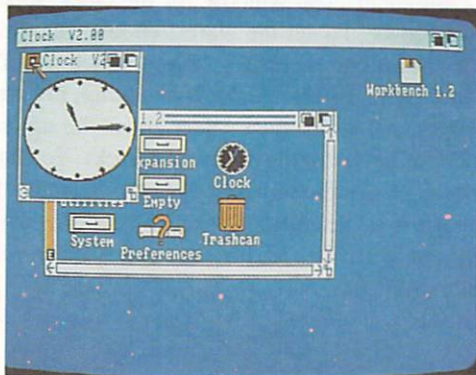 Clock V2.00
Clock V2
Workbench 1.2
1.2
xpansion
Clock
Utilities
Empty
System
Preferences
Trashcan